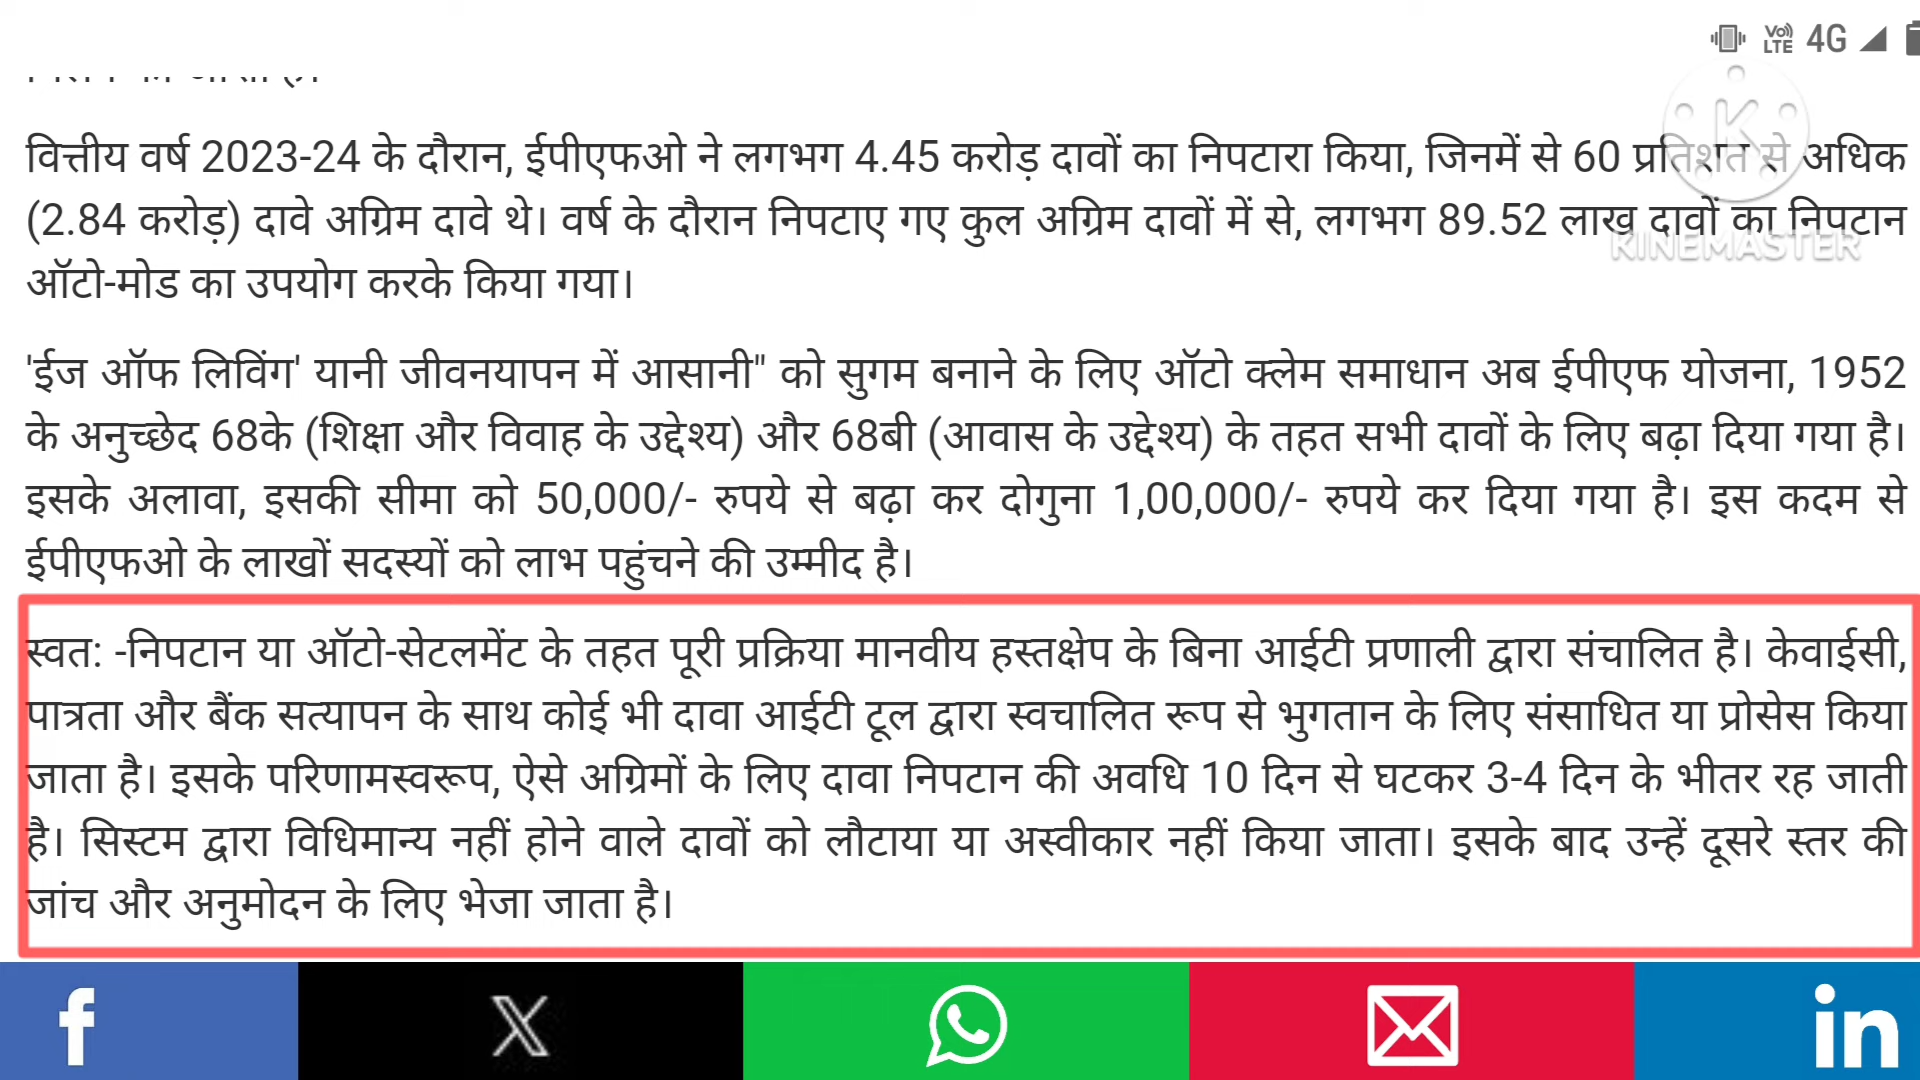 VoLTE 4G
वित्तीय वर्ष 2023-24 के दौरान, ईपीएफओ ने लगभग 4.45 करोड़ दावों का निपटारा किया, जिनमें से 60 प्रतिशत से अधिक
(2.84 करोड़) दावे अग्रिम दावे थे। वर्ष के दौरान निपटाए गए कुल अग्रिम दावों में से, लगभग 89.52 लाख दावों का निपटान
KINEMASTER
ऑटो-मोड का उपयोग करके किया गया।
'ईज ऑफ लिविंग' यानी जीवनयापन में आसानी" को सुगम बनाने के लिए ऑटो क्लेम समाधान अब ईपीएफ योजना, 1952
के अनुच्छेद 68के (शिक्षा और विवाह के उद्देश्य) और 68बी (आवास के उद्देश्य) के तहत सभी दावों के लिए बढ़ा दिया गया है।
इसके अलावा, इसकी सीमा को 50,000/- रुपये से बढ़ा कर दोगुना 1,00,000/- रुपये कर दिया गया है। इस कदम से
ईपीएफओ के लाखों सदस्यों को लाभ पहुंचने की उम्मीद है।
स्वत: -निपटान या ऑटो-सेटलमेंट के तहत पूरी प्रक्रिया मानवीय हस्तक्षेप के बिना आईटी प्रणाली द्वारा संचालित है। केवाईसी,
पात्रता और बैंक सत्यापन के साथ कोई भी दावा आईटी टूल द्वारा स्वचालित रूप से भुगतान के लिए संसाधित या प्रोसेस किया
जाता है। इसके परिणामस्वरूप, ऐसे अग्रिमों के लिए दावा निपटान की अवधि 10 दिन से घटकर 3-4 दिन के भीतर रह जाती
है। सिस्टम द्वारा विधिमान्य नहीं होने वाले दावों को लौटाया या अस्वीकार नहीं किया जाता। इसके बाद उन्हें दूसरे स्तर की
जांच और अनुमोदन के लिए भेजा जाता है।